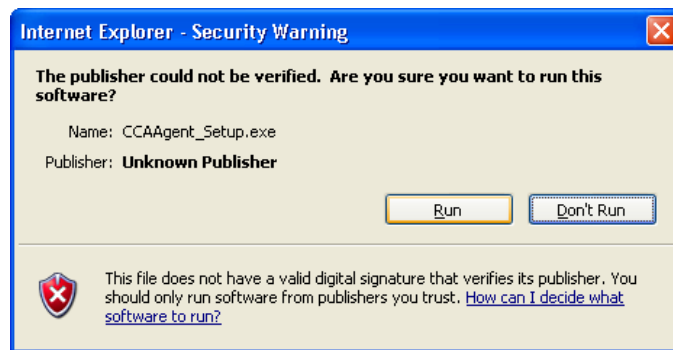 Internet Explorer - Security Warning
The publisher could not be verified.  Are you sure you want to run this
software?
Name: CCAAgent_Setup.exe
Publisher: Unknown Publisher
Run
Don't Run
This file does not have a valid digital signature that verifies its publisher. You
should only run software from publishers you trust. How can I decide what
software to run?